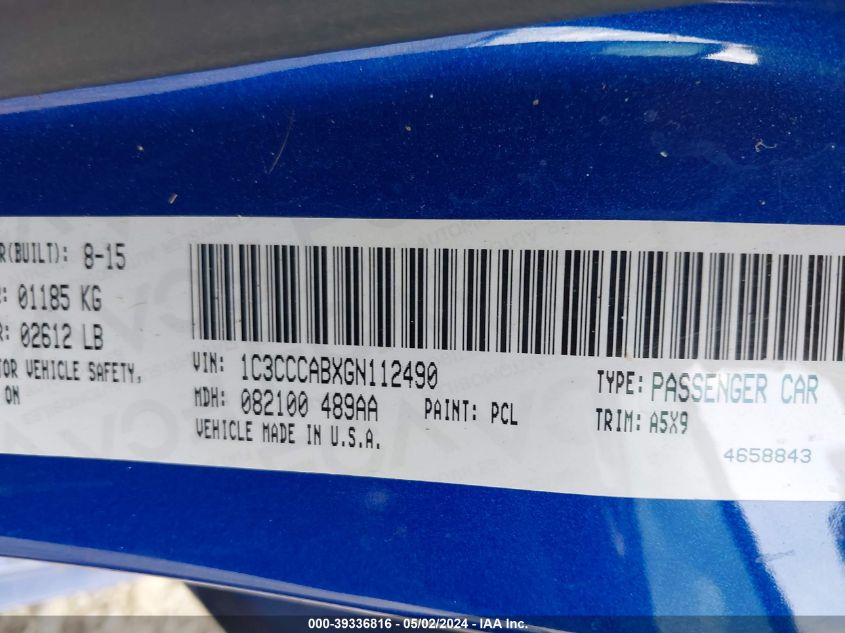 R(BUILT): 8-15
: 01185 KG
R: 02612 LB
TOR VEHICLE SAFETY,
ON
VIN: 1C3CCCABXGN112490
MDH: 082100 489AA
PAINT: PCL
VEHICLE MADE IN U.S.A.
TYPE: PASSENGER CAR
TRIM: A5X9
4658843
000-39336816 - 05/02/2024 - IAA Inc.